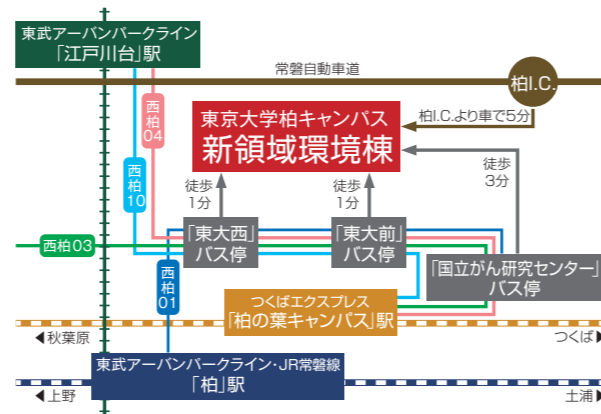 東武アーバンパークライン
「江戸川台」駅
常磐自動車道
柏I.C.
西柏04
東京大学柏キャンパス
新領域環境棟
柏I.C.より車で5分
西柏10
徒歩
1分
徒歩
1分
徒歩
3分
西柏03
「東大西」
バス停
「東大前」
バス停
「国立がん研究センター」
バス停
西柏01
つくばエクスプレス
「柏の葉キャンパス」駅
◀秋葉原
つくば▶
東武アーバンパークライン・JR常磐線
「柏」駅
◀上野
土浦▶